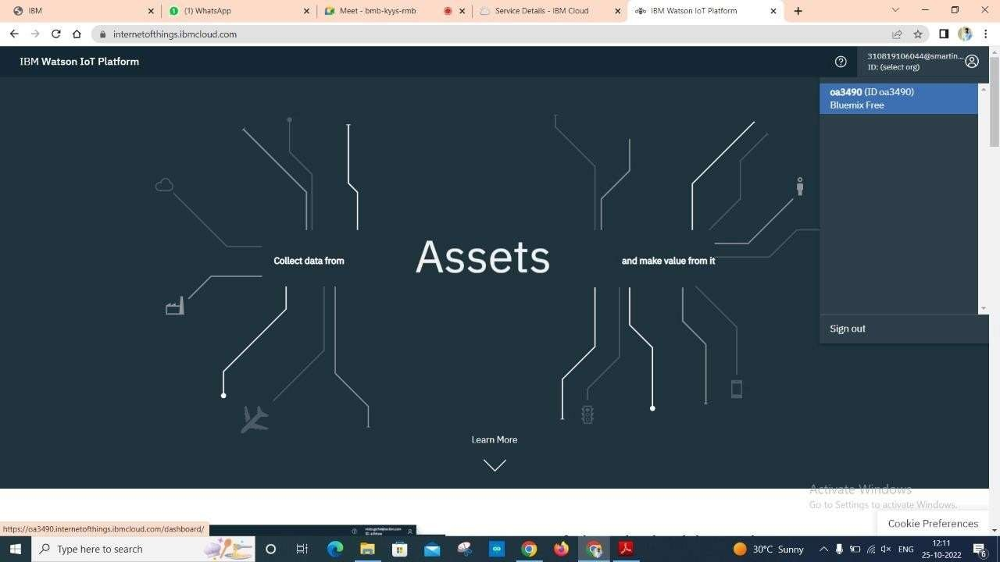 IBM
(1) WhatsApp
Meet - bmb-kyys-rmb
Service Details - IBM Cloud
IBM Watson IoT Platform
internetofthings.ibmcloud.com
IBM Watson IoT Platform
310819106044@smartin...
ID: (select org)
oa3490 (ID oa3490)
Bluemix Free
Sign out
Collect data from
Assets
and make value from it
Learn More
Activate Windows
Go to Settings to activate Windows.
Cookie Preferences
https://oa3490.internetofthings.ibmcloud.com/dashboard/
Type here to search
30°C Sunny
ENG
12:11
25-10-2022
6